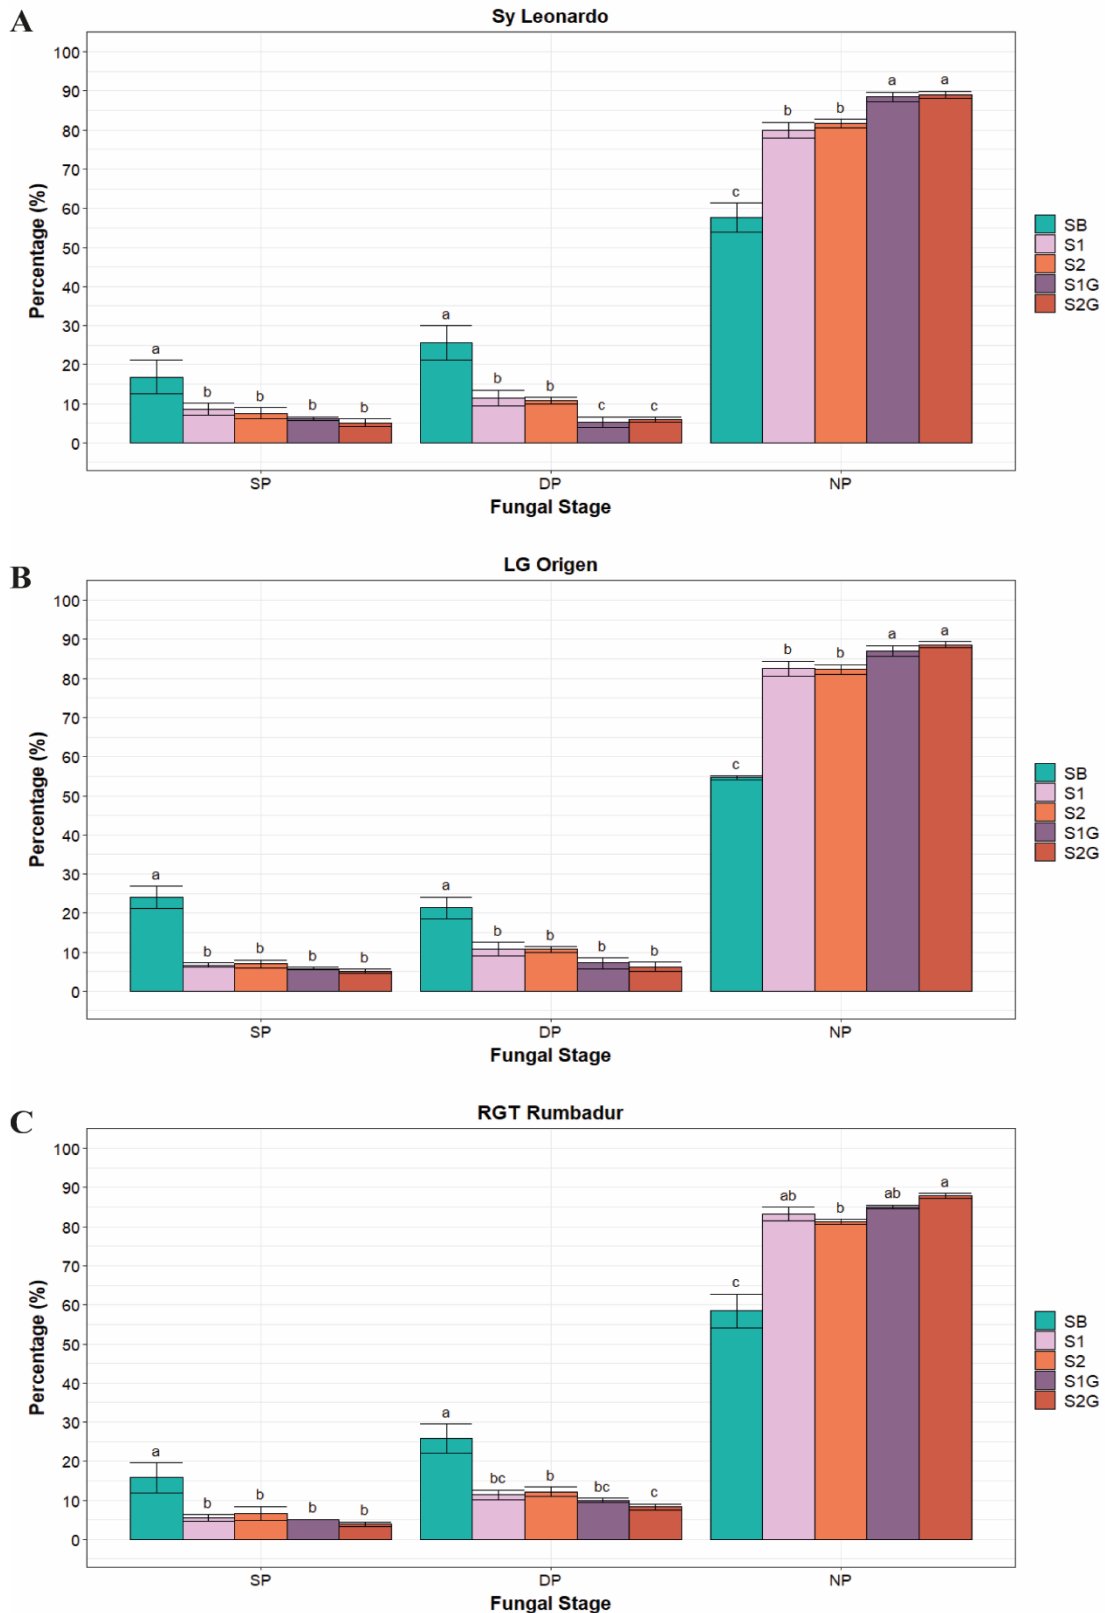 A
Sy Leonardo
100
90
80
70
60
50
40
30
20
10
0
Percentage (%)
a
b
b
b
b
a
b
b
c
c
c
b
b
a
a
SP
DP
NP
Fungal Stage
SB
S1
S2
S1G
S2G
B
LG Origen
100
90
80
70
60
50
40
30
20
10
0
Percentage (%)
a
b
b
b
b
a
b
b
b
b
c
b
b
a
a
SP
DP
NP
Fungal Stage
SB
S1
S2
S1G
S2G
C
RGT Rumbadur
100
90
80
70
60
50
40
30
20
10
0
Percentage (%)
a
b
b
b
b
a
bc
b
bc
c
c
ab
b
ab
a
SP
DP
NP
Fungal Stage
SB
S1
S2
S1G
S2G